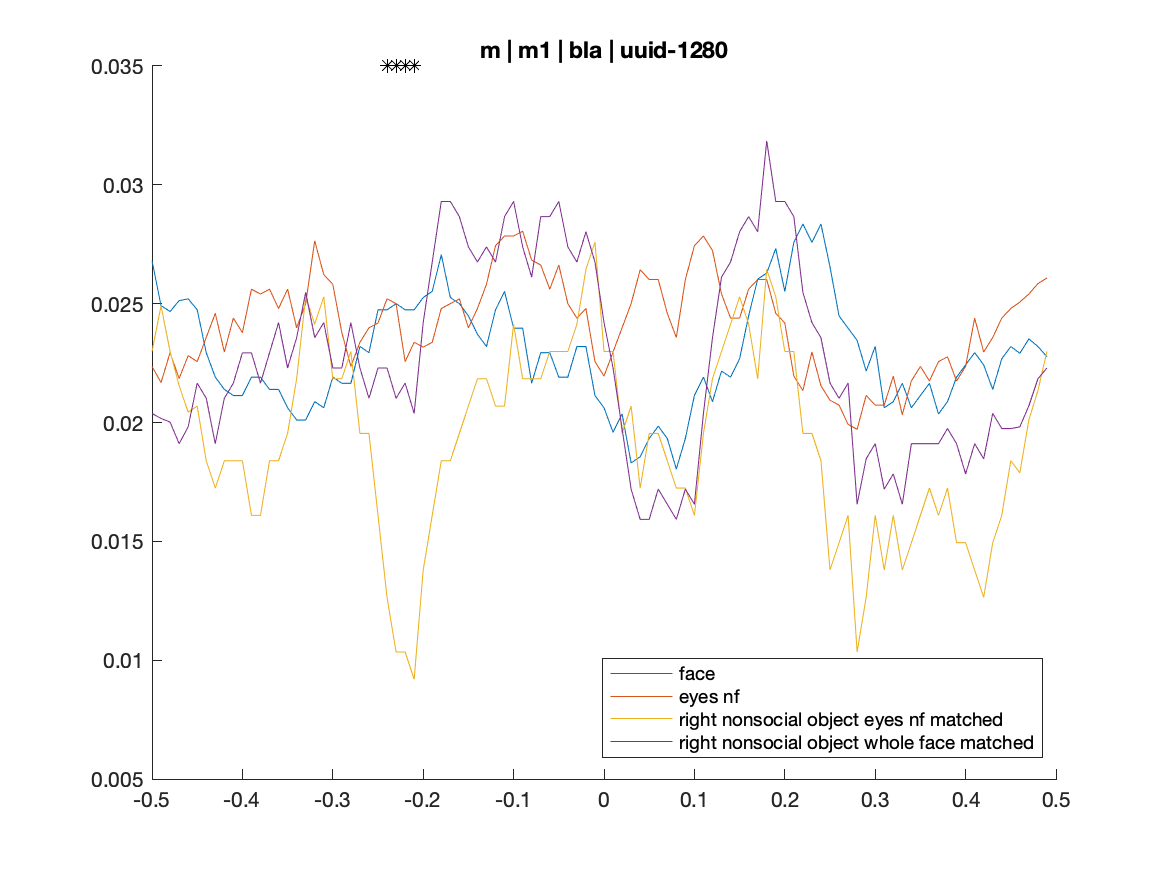 m | m1 | bla | uuid-1280
****
0.035
0.03
0.025
0.02
0.015
0.01
0.005
-0.5 -0.4 -0.3 -0.2 -0.1 0 0.1 0.2 0.3 0.4 0.5
face
eyes nf
right nonsocial object eyes nf matched
right nonsocial object whole face matched